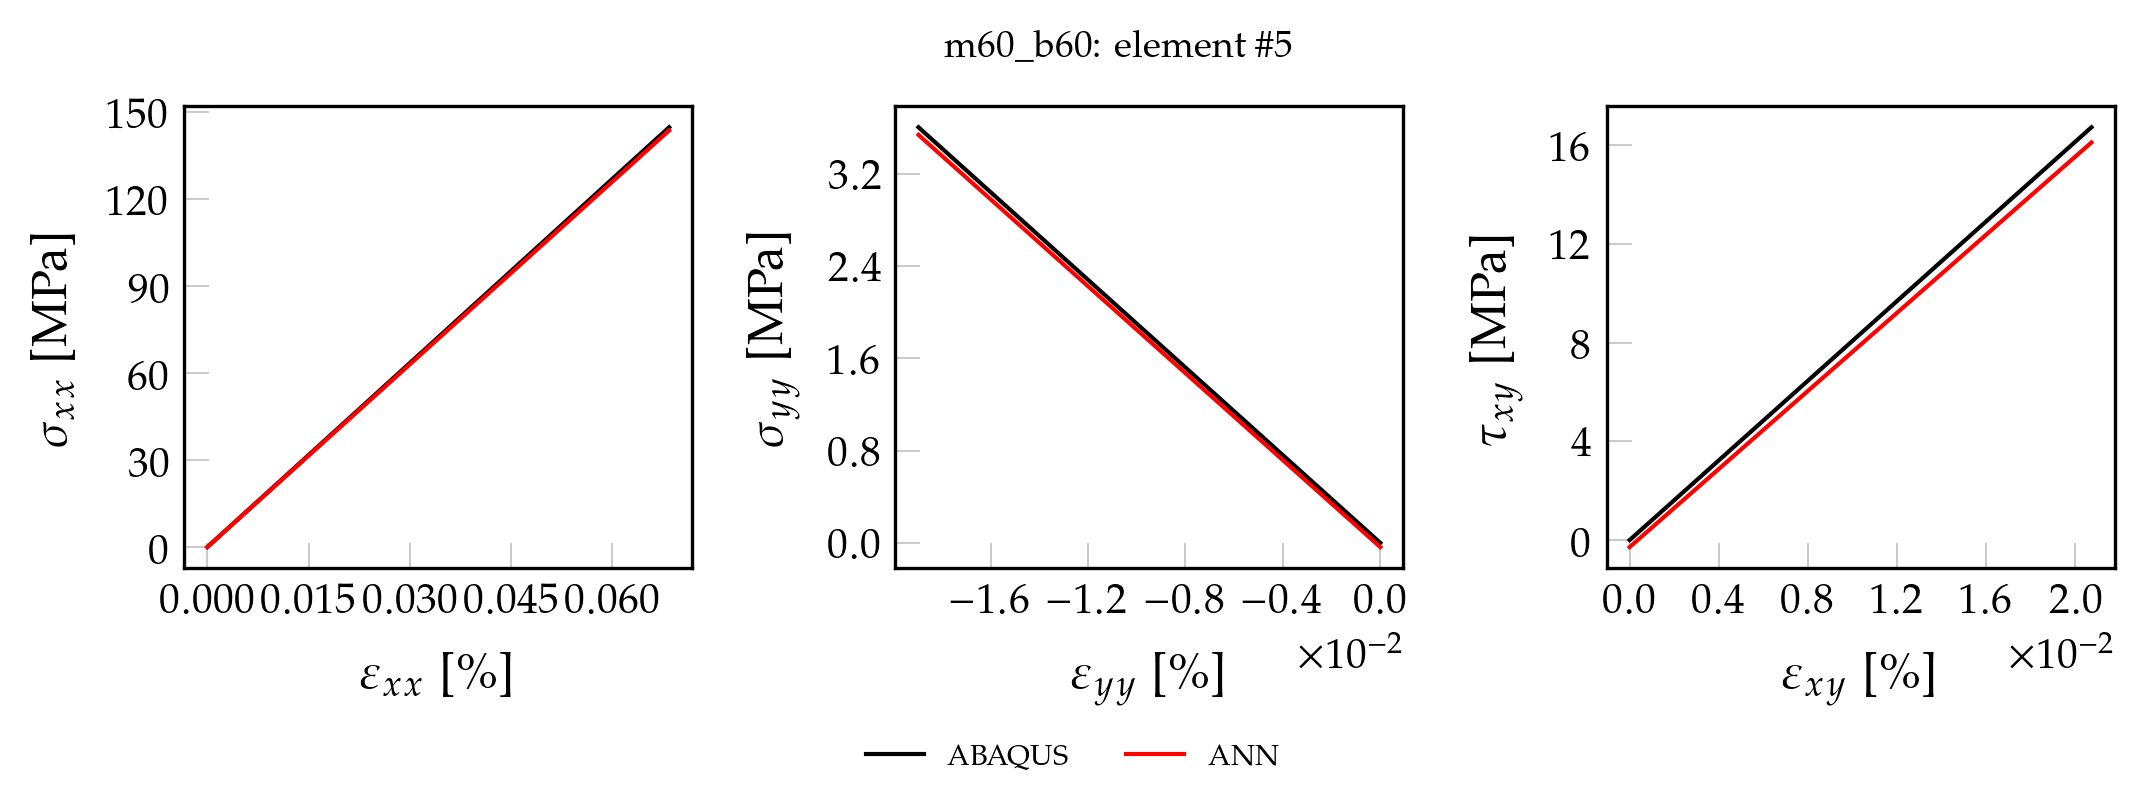 m60_b60: element #5
σxx [MPa]
150
120
90
60
30
0
0.000 0.015 0.030 0.045 0.060
εxx [%]
σyy [MPa]
3.2
2.4
1.6
0.8
0.0
−1.6 −1.2 −0.8 −0.4 0.0
×10−2
εyy [%]
τxy [MPa]
16
12
8
4
0
0.0 0.4 0.8 1.2 1.6 2.0
×10−2
εxy [%]
ABAQUS ANN